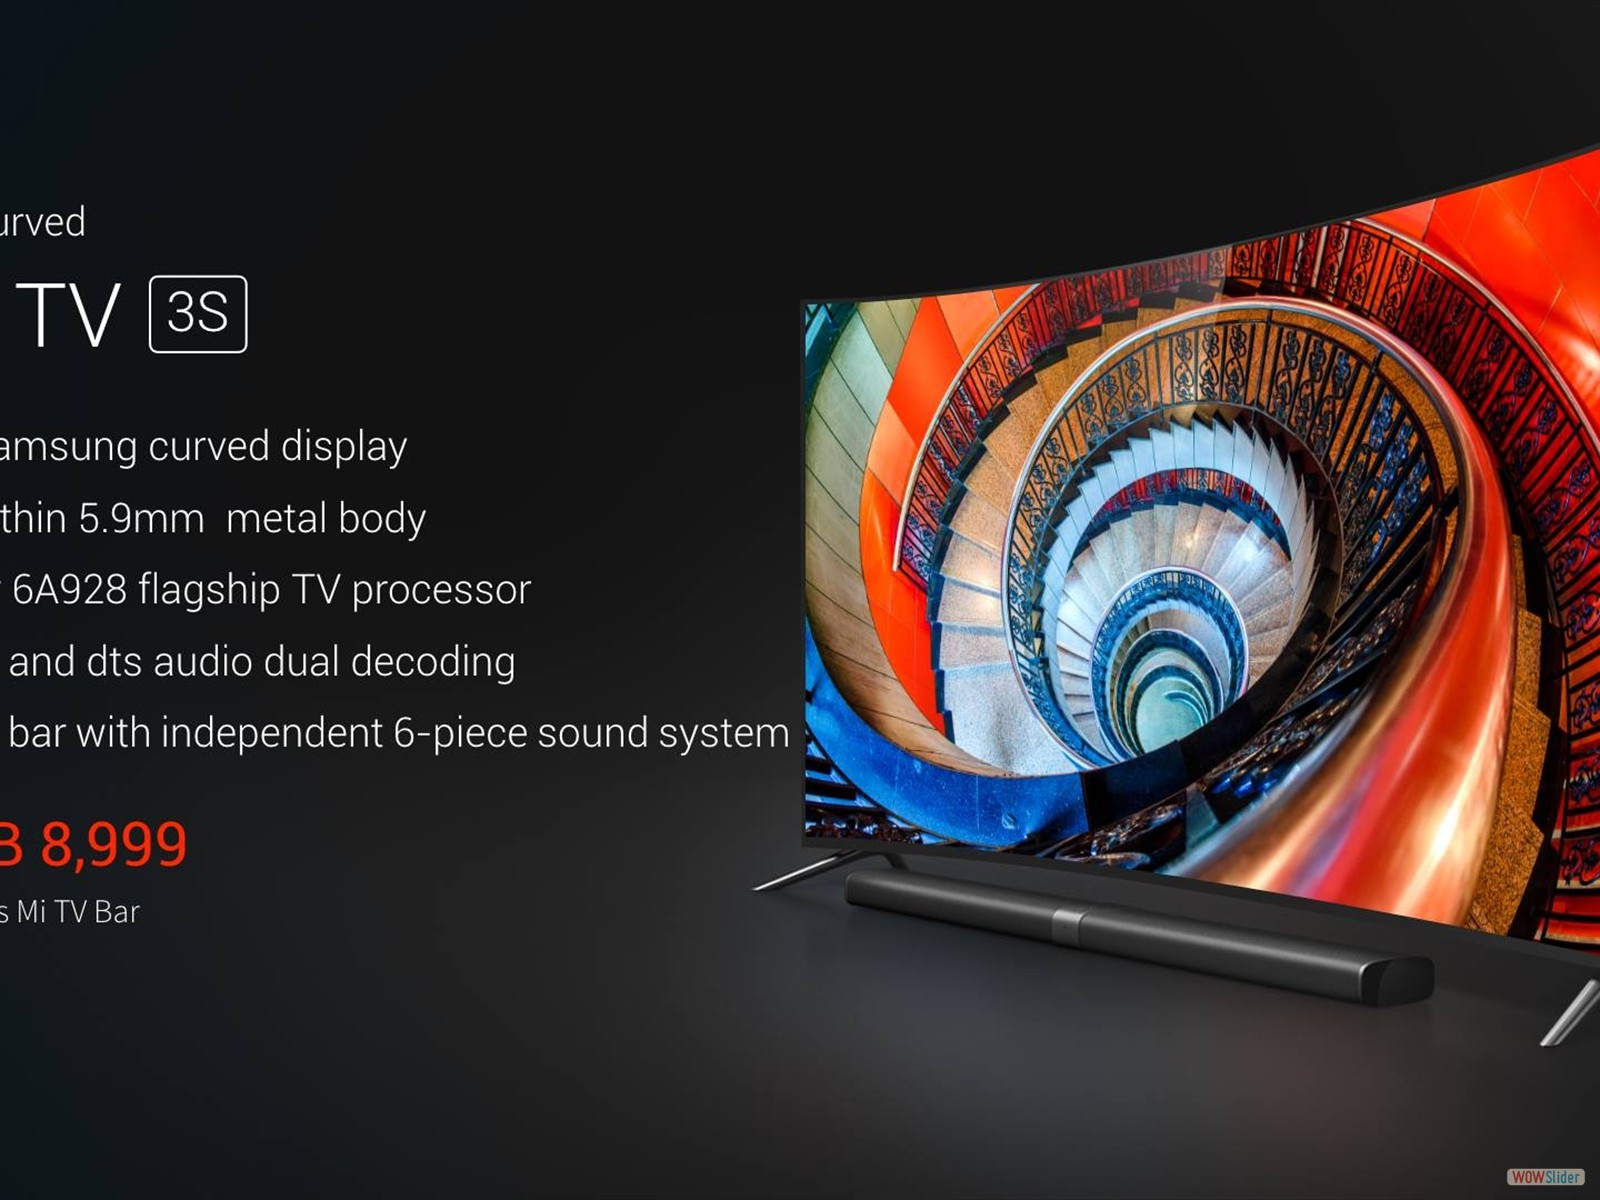 urved
TV 3S
amsung curved display
thin 5.9mm metal body
6A928 flagship TV processor
and dts audio dual decoding
bar with independent 6-piece sound system
B 8,999
s Mi TV Bar
WOWSlider